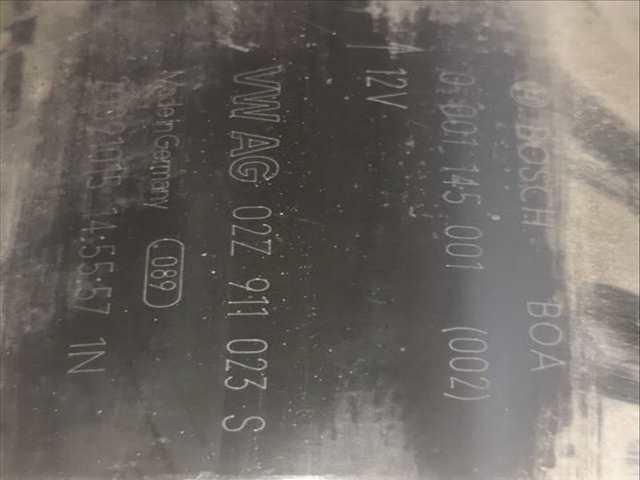 BOSCH BOA
0 001 145 001 (002)
12V
VW AG 02Z 911 023 S
Made in Germany 089
14:55:57 1N